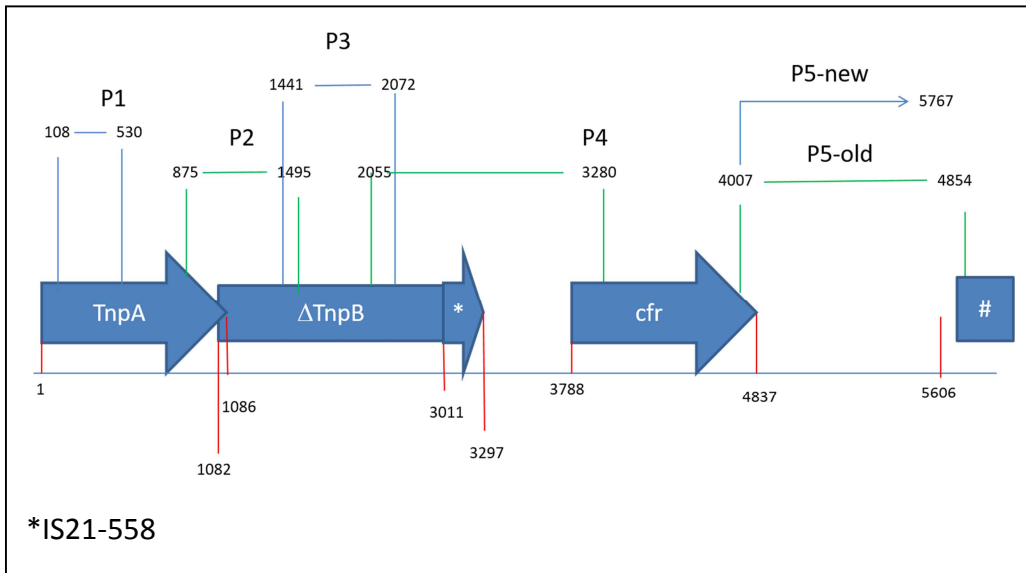 P3
P5-new
1441
2072
P1
5767
108
530
P2
P4
P5-old
875
1495
2055
3280
4007
4854
TnpA
ΔTnpB
*
cfr
#
1
1086
3011
3788
4837
5606
3297
1082
*IS21-558